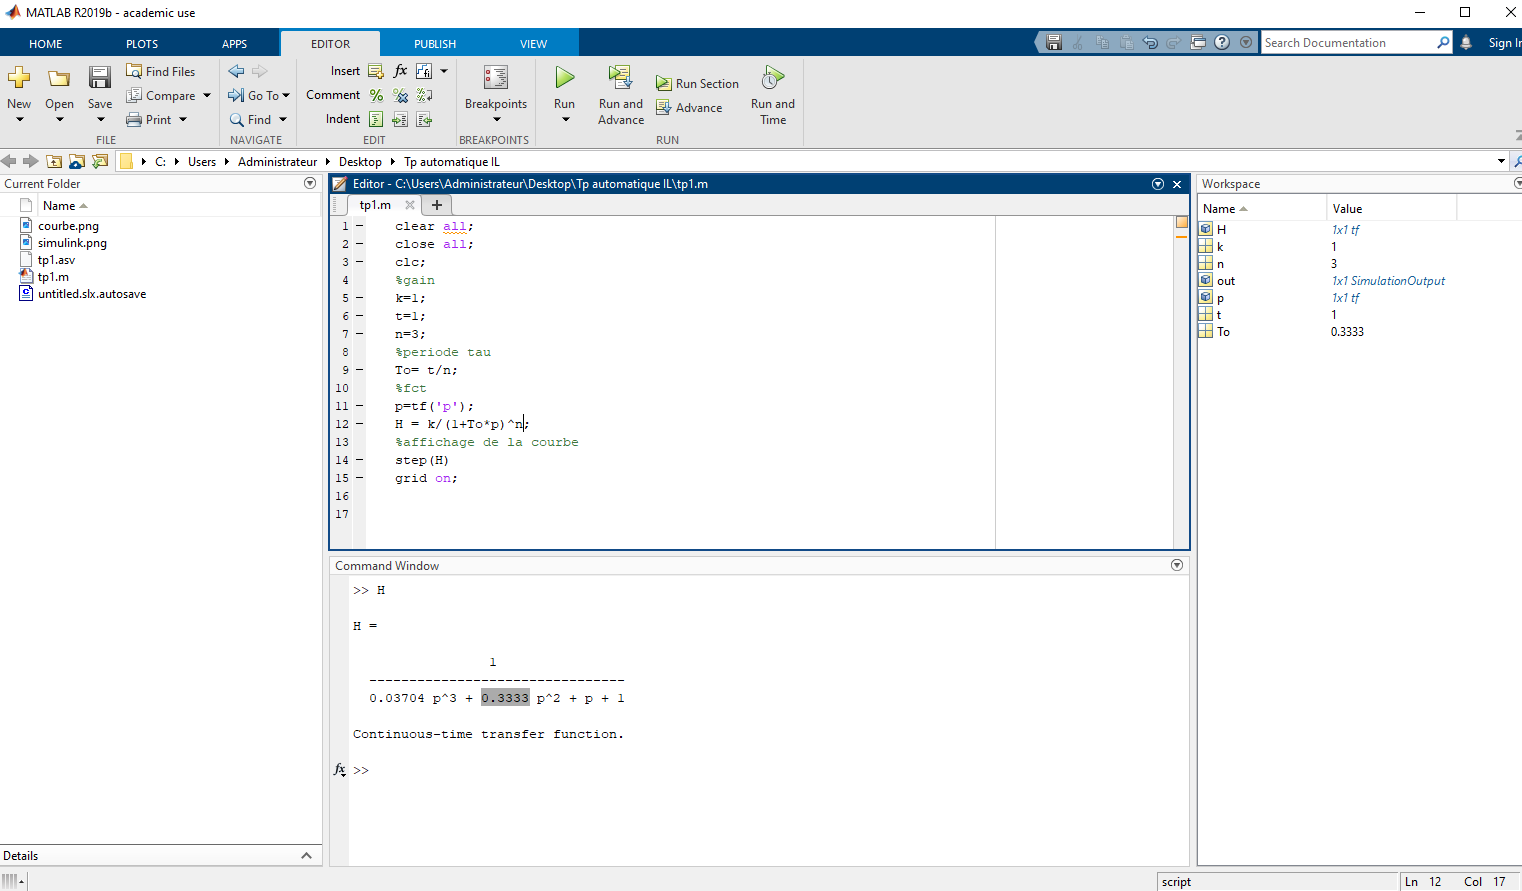 MATLAB R2019b - academic use
HOME PLOTS APPS EDITOR PUBLISH VIEW
Search Documentation
Sign In
New Open Save
Find Files
Compare
Print
FILE
Go To
Find
NAVIGATE
Insert fx
Comment
Indent
EDIT
Breakpoints
BREAKPOINTS
Run
Run and Advance
Run Section
Advance
Run and Time
RUN
C: Users Administrateur Desktop Tp automatique IL
Current Folder
Name
courbe.png
simulink.png
tp1.asv
tp1.m
untitled.slx.autosave
Details
Editor - C:\Users\Administrateur\Desktop\Tp automatique IL\tp1.m
tp1.m
1 clear all;
2 close all;
3 clc;
4 %gain
5 k=1;
6 t=1;
7 n=3;
8 %periode tau
9 To= t/n;
10 %fct
11 p=tf('p');
12 H = k/(1+To*p)^n;
13 %affichage de la courbe
14 step(H)
15 grid on;
16
17
Command Window
>> H
H =
1
--------------------------------
0.03704 p^3 + 0.3333 p^2 + p + 1
Continuous-time transfer function.
fx >>
Workspace
Name Value
H 1x1 tf
k 1
n 3
out 1x1 SimulationOutput
p 1x1 tf
t 1
To 0.3333
script
Ln 12 Col 17